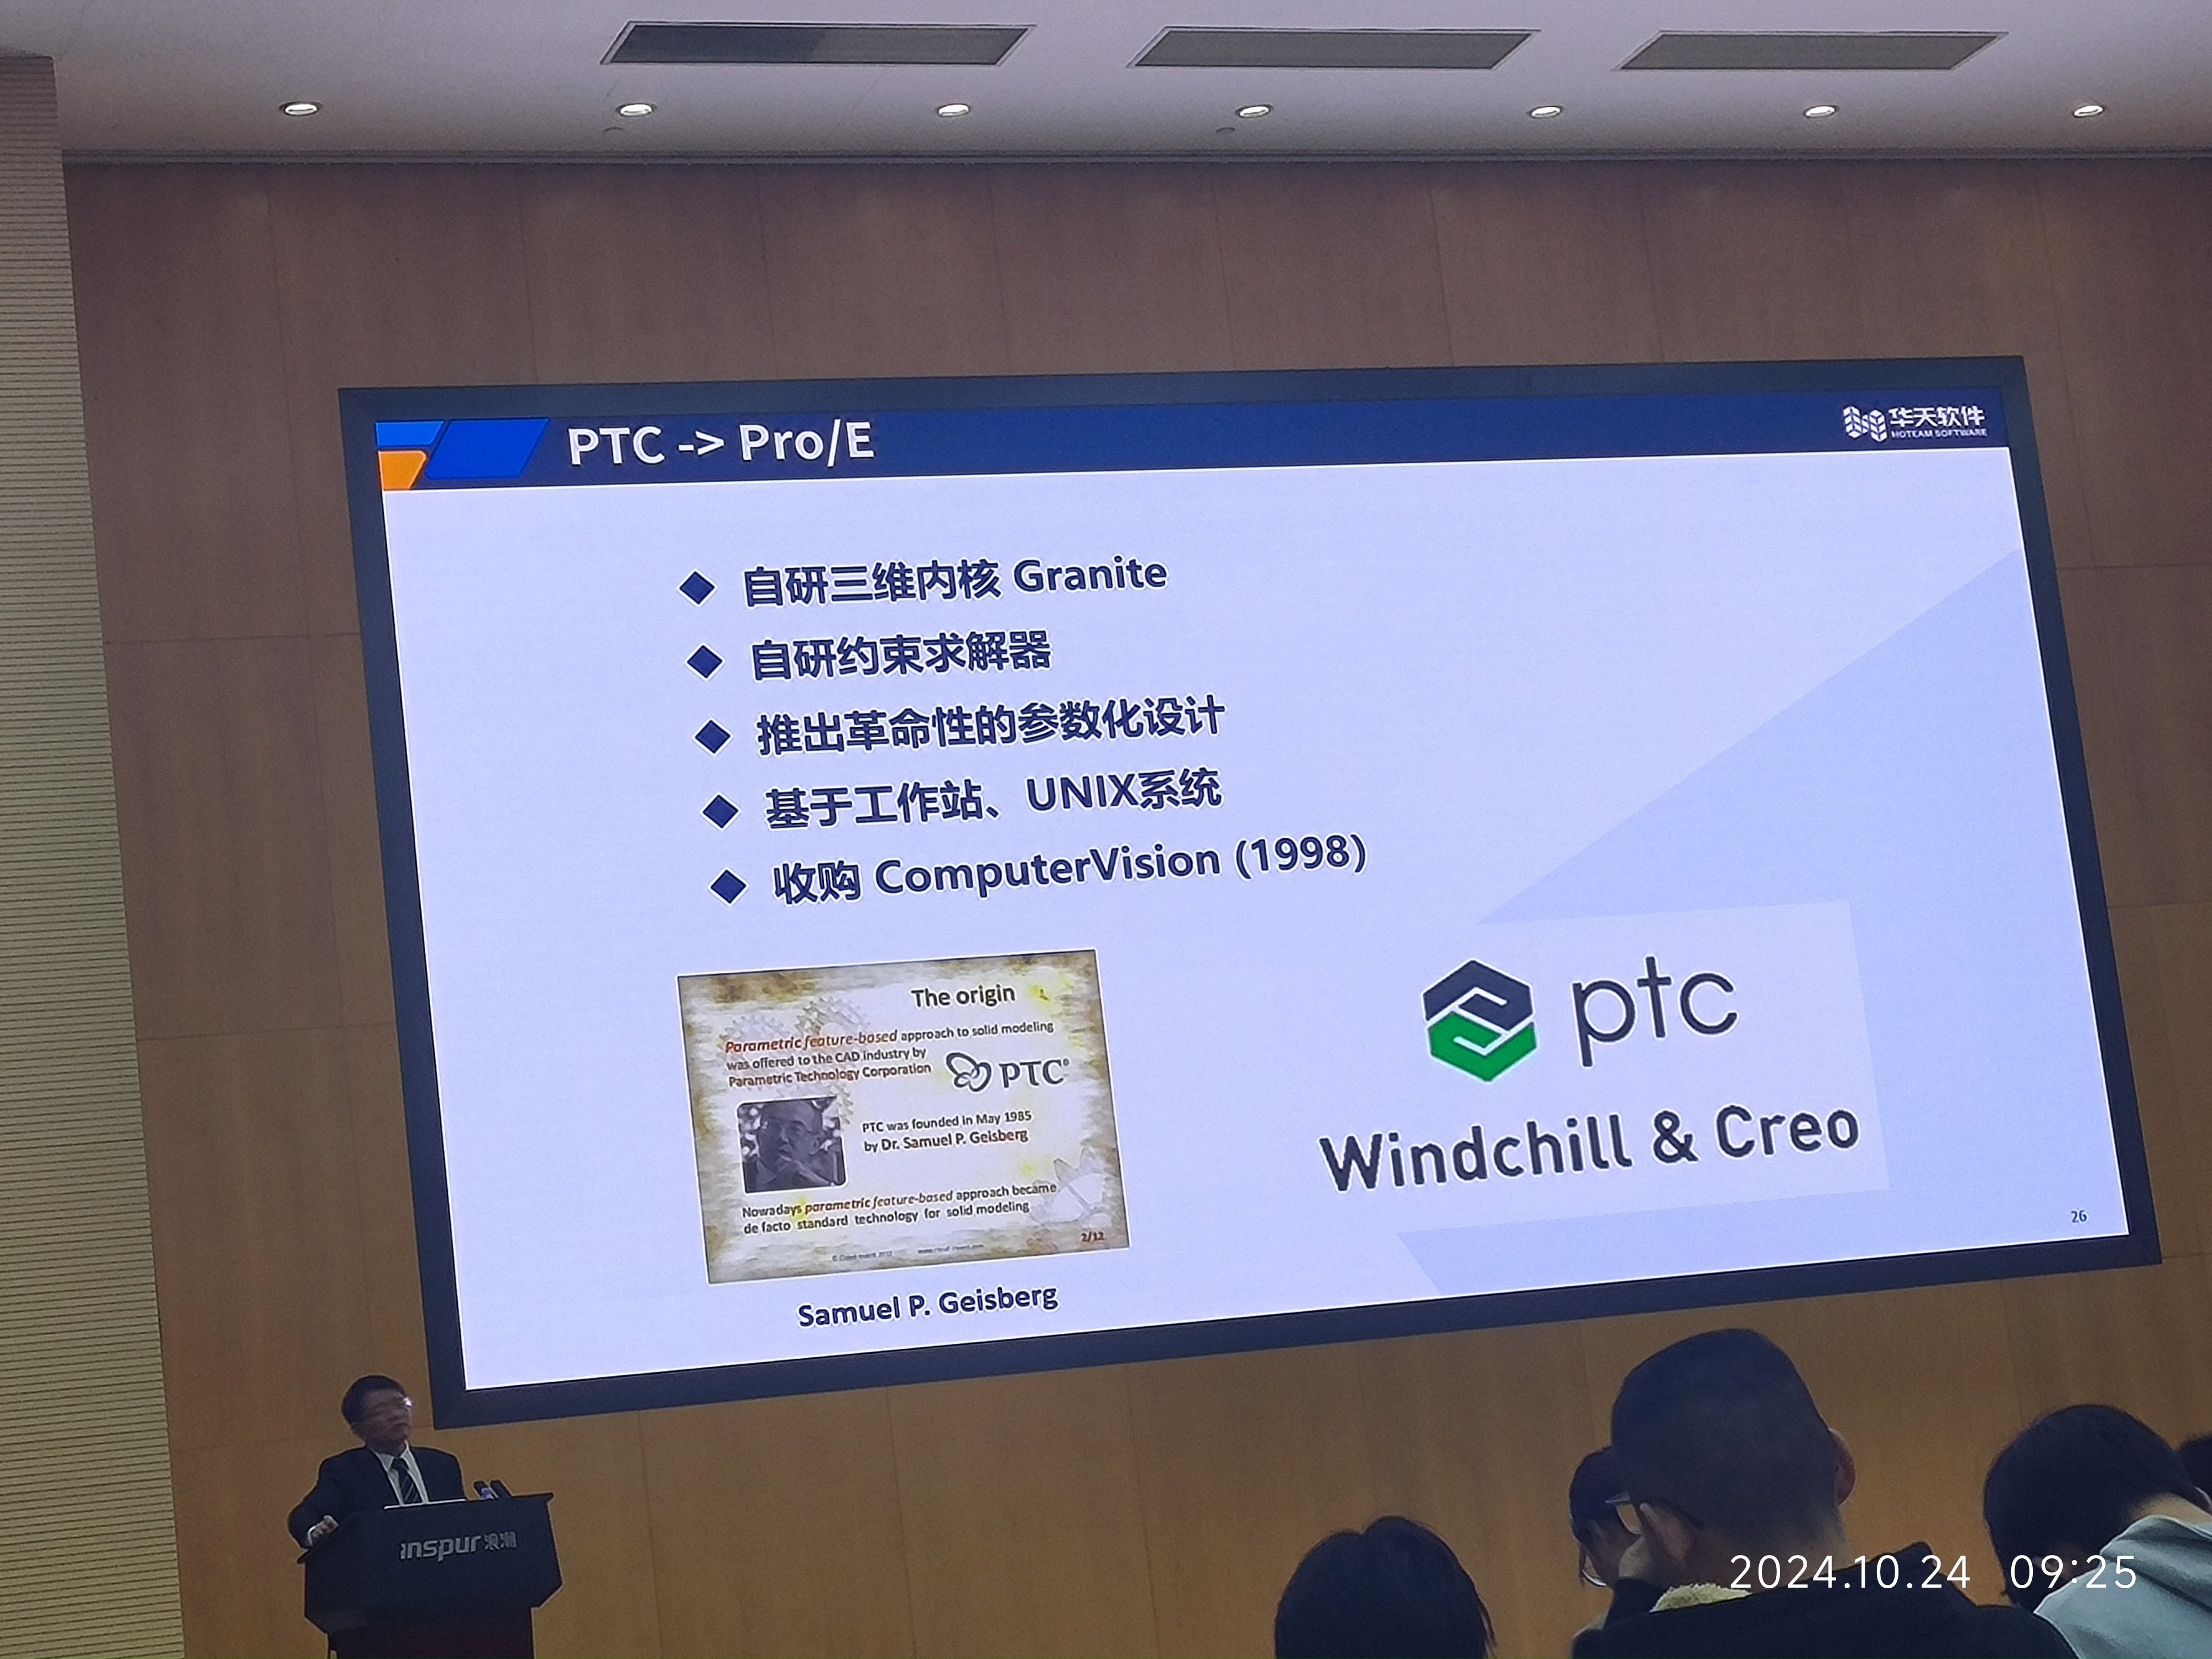 PTC -> Pro/E
华天软件
HOTEAM SOFTWARE
◆ 自研三维内核 Granite
◆ 自研约束求解器
◆ 推出革命性的参数化设计
◆ 基于工作站、UNIX系统
◆ 收购 ComputerVision (1998)
The origin
Parametric feature-based approach to solid modeling
was offered to the CAD industry by
Parametric Technology Corporation
PTC®
PTC was founded in May 1985
by Dr. Samuel P. Geisberg
Nowadays parametric feature-based approach became
de facto standard technology for solid modeling
2/12
Samuel P. Geisberg
ptc
Windchill & Creo
26
inspur 浪潮
2024.10.24 09:25